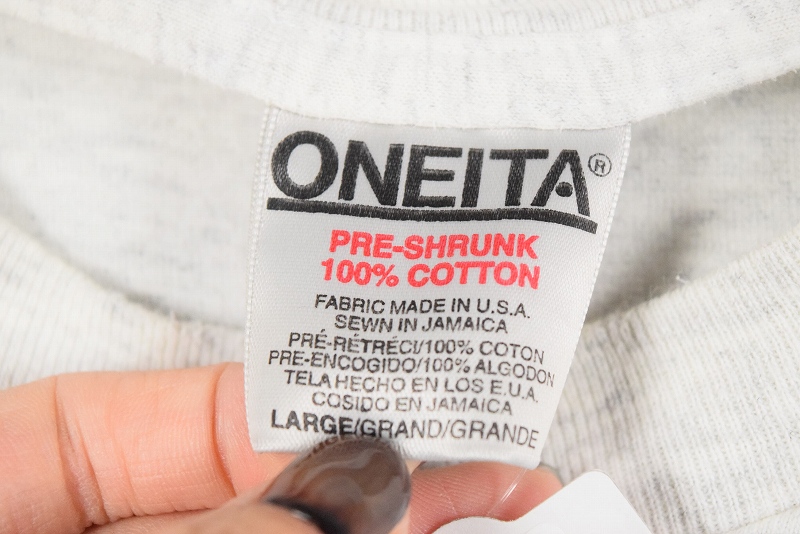 ONEITA®
PRE-SHRUNK
100% COTTON
FABRIC MADE IN U.S.A.
SEWN IN JAMAICA
PRÉ-RÉTRÉCI/100% COTON
PRE-ENCOGIDO/100% ALGODON
TELA HECHO EN LOS E.U.A.
COSIDO EN JAMAICA
LARGE/GRAND/GRANDE